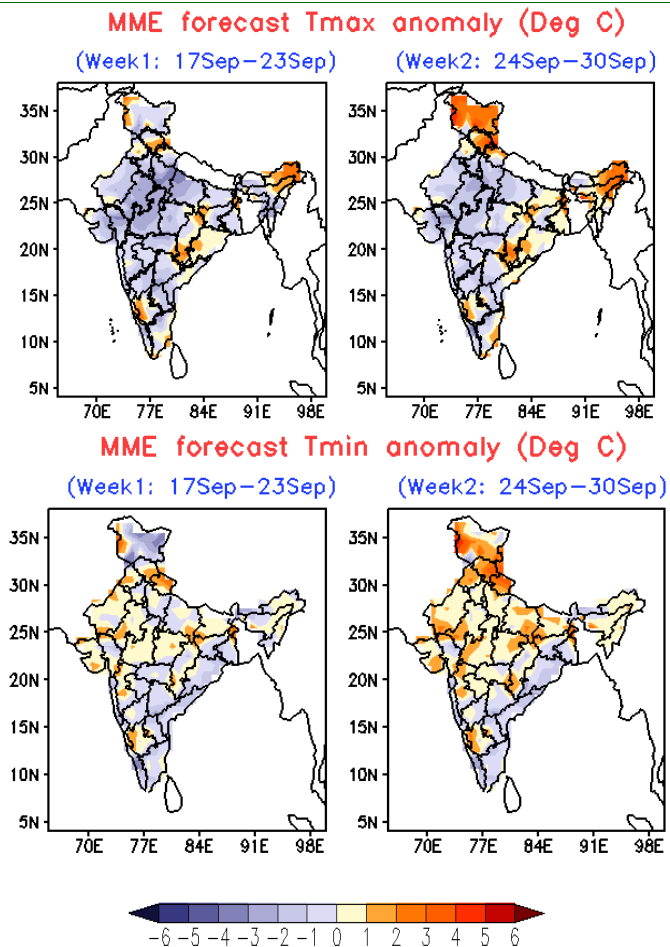 MME forecast Tmax anomaly (Deg C)
(Week1: 17Sep−23Sep) (Week2: 24Sep−30Sep)
35N 35N
30N 30N
25N 25N
20N 20N
15N 15N
10N 10N
5N 5N
70E 77E 84E 91E 98E 70E 77E 84E 91E 98E
MME forecast Tmin anomaly (Deg C)
(Week1: 17Sep−23Sep) (Week2: 24Sep−30Sep)
35N 35N
30N 30N
25N 25N
20N 20N
15N 15N
10N 10N
5N 5N
70E 77E 84E 91E 98E 70E 77E 84E 91E 98E
−6 −5 −4 −3 −2 −1 0 1 2 3 4 5 6